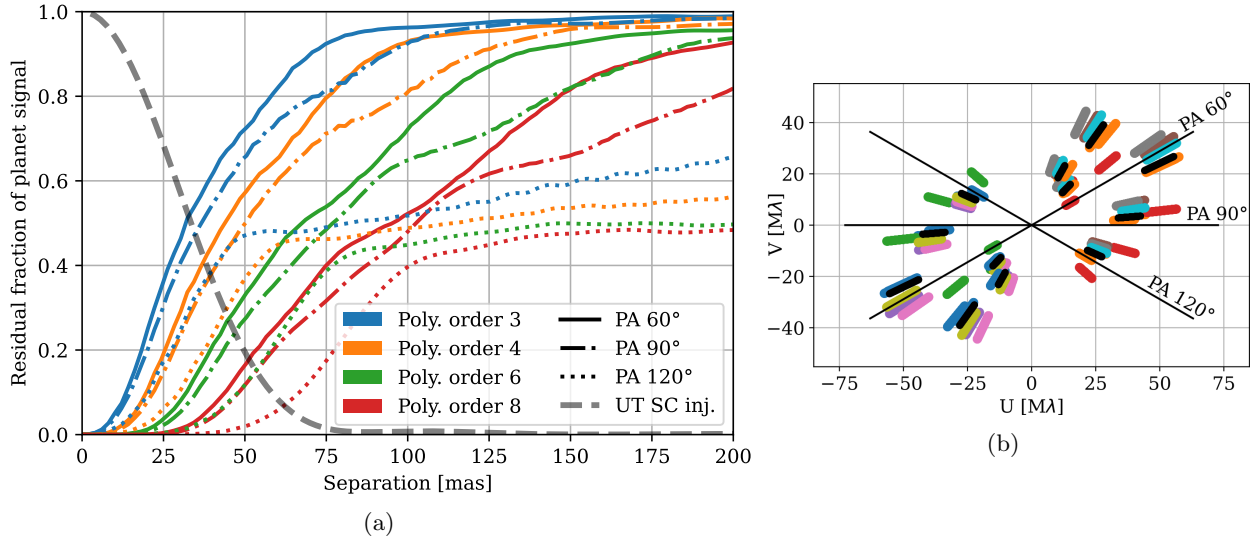 Residual fraction of planet signal
1.0
0.8
0.6
0.4
0.2
0.0
0 25 50 75 100 125 150 175 200
Separation [mas]
Poly. order 3
Poly. order 4
Poly. order 6
Poly. order 8
PA 60°
PA 90°
PA 120°
UT SC inj.
(a)
V [Mλ]
40
20
0
−20
−40
−75 −50 −25 0 25 50 75
U [Mλ]
PA 60°
PA 90°
PA 120°
(b)